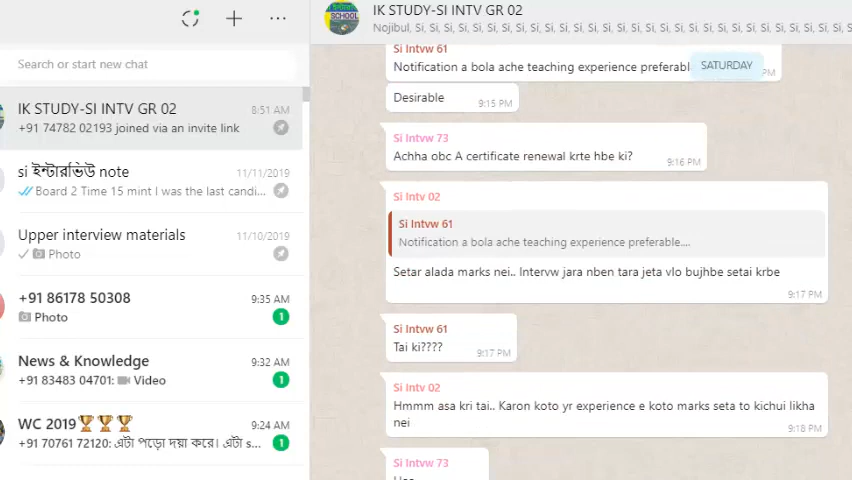 Search or start new chat
IK STUDY-SI INTV GR 02
8:51 AM
+91 74782 02193 joined via an invite link
si ইন্টারভিউ note
11/11/2019
Board 2 Time 15 mint I was the last candi...
Upper interview materials
11/10/2019
Photo
+91 86178 50308
9:35 AM
Photo
1
News & Knowledge
9:32 AM
+91 83483 04701: Video
1
WC 2019🏆🏆🏆
9:24 AM
+91 70761 72120: এটা পড়ো দয়া করে। এটা s...
1
SCHOOL
IK STUDY-SI INTV GR 02
Nojibul, Si, Si, Si, Si, Si, Si, Si, Si, Si, Si, Si, Si, Si, Si, Si, Si, Si, Si, Si, Si, Si,
Si Intvw 61
Notification a bola ache teaching experience preferabl
PM
SATURDAY
Desirable
9:15 PM
Si Intvw 73
Achha obc A certificate renewal krte hbe ki?
9:16 PM
Si Intv 02
Si Intvw 61
Notification a bola ache teaching experience preferable....
Setar alada marks nei.. Intervw jara nben tara jeta vlo bujhbe setai krbe
9:17 PM
Si Intvw 61
Tai ki????
9:17 PM
Si Intv 02
Hmmm asa kri tai.. Karon koto yr experience e koto marks seta to kichui likha
nei
9:18 PM
Si Intvw 73